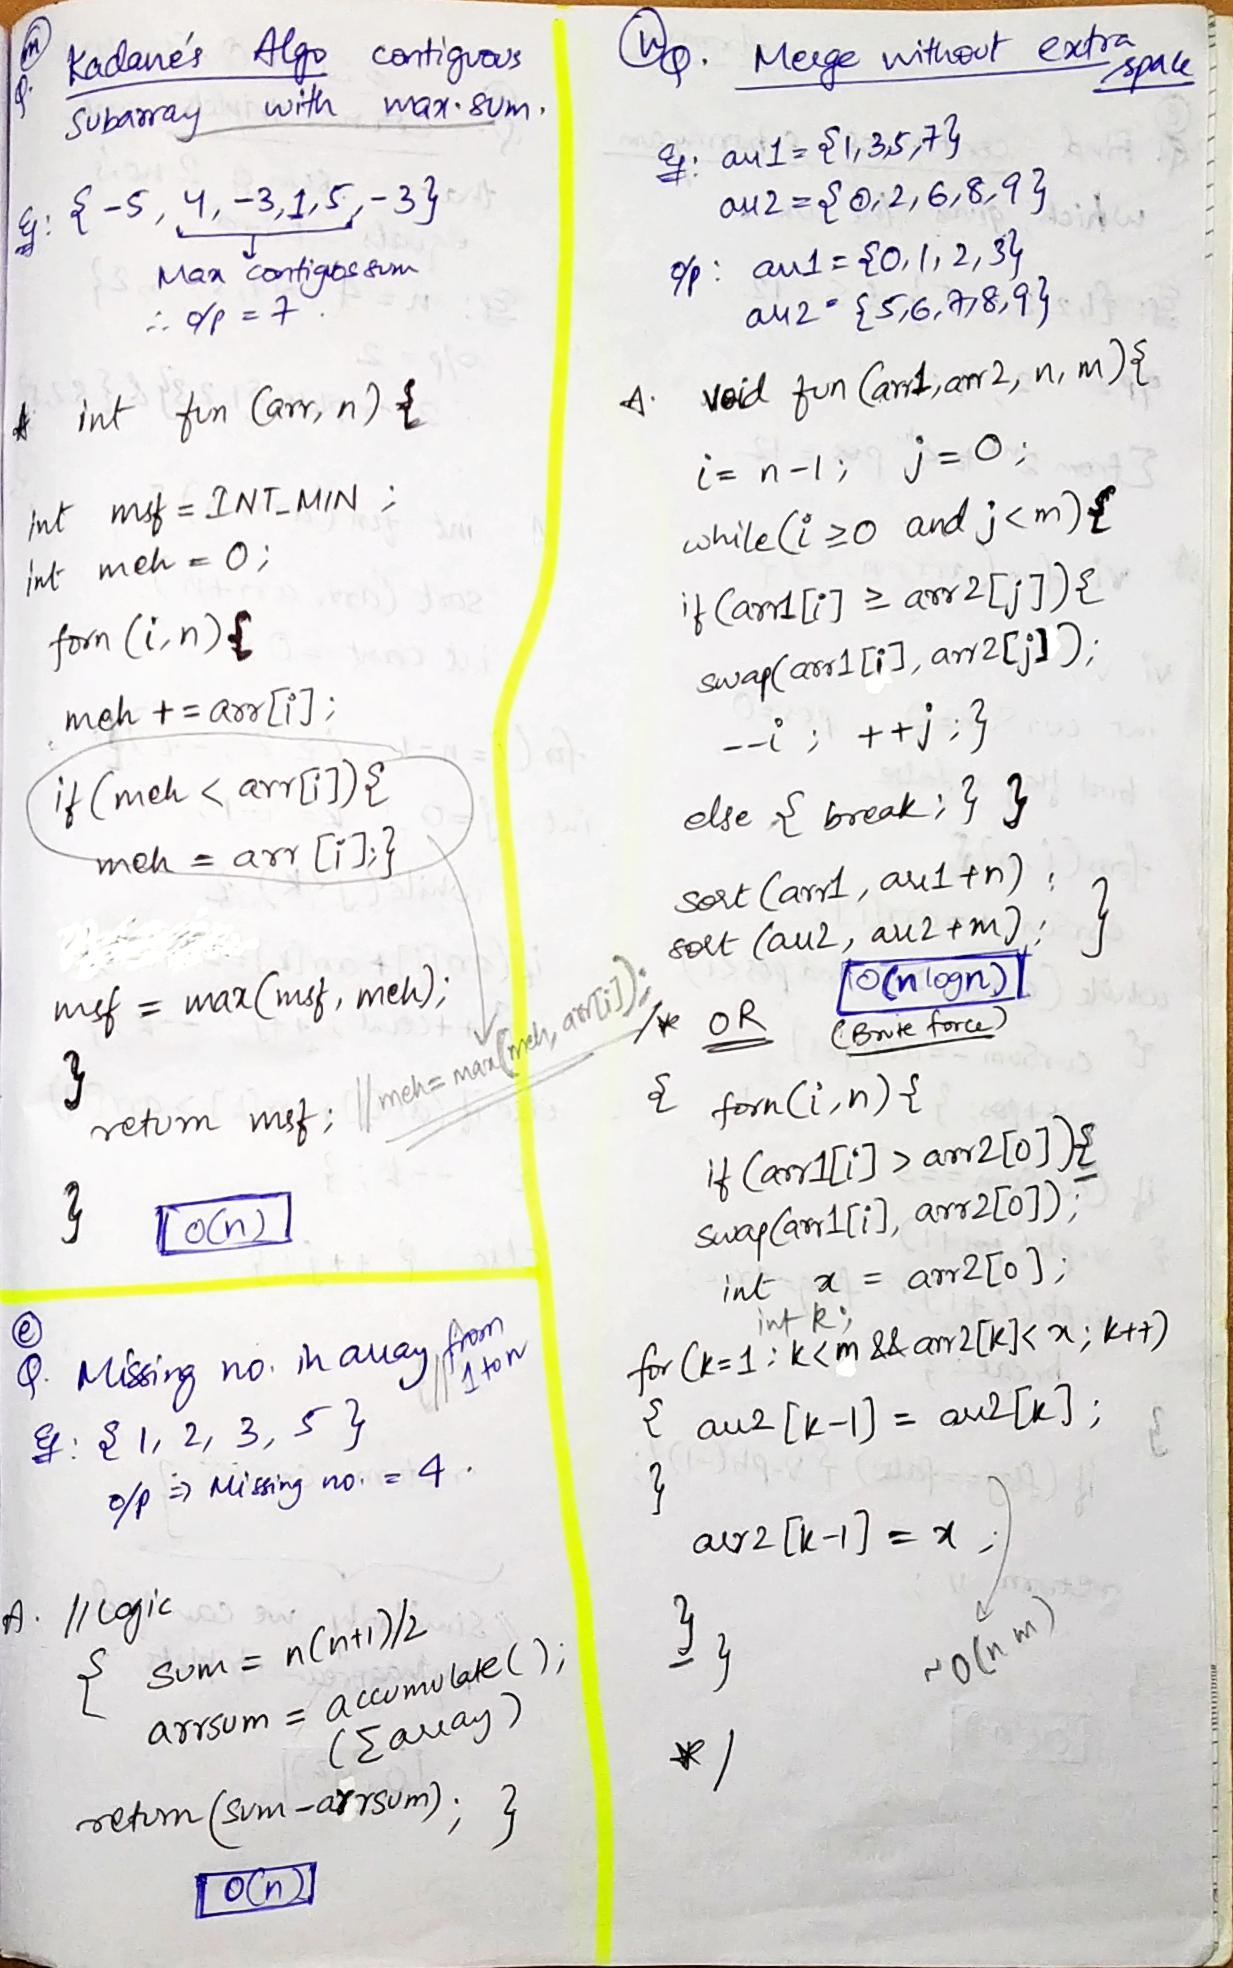 (m)
Q. Kadane's Algo contiguous
subarray with max. sum.
Eg: {-5, 4, -3,1,5,-3}
Max contigos sum
∴ o/p = 7.
A int fun (arr, n) {
int msf = INT_MIN ;
int meh = 0;
forn (i,n) {
meh += arr[i];
if (meh < arr[i]) {
meh = arr [i];}
msf = max(msf, meh);
}
return msf; // meh= max(meh, arr[i]);
}
O(n)
(e)
Q. Missing no. in array //from
1 to n
Eg: {1, 2, 3, 5 }
o/p ⇒ Missing no. = 4.
A. // Logic
{ sum = n(n+1)/2
arrsum = accumulate();
(Σ array)
return (sum - arrsum); }
O(n)
(n) Q. Merge without extra
space
Eg: arr1 = {1,3,5,7}
arr2 = {0,2,6,8,9}
o/p: arr1 = {0,1,2,3}
arr2 = {5,6,7,8,9}
A. void fun (arr1, arr2, n, m) {
i = n-1; j = 0;
while (i ≥0 and j<m) {
if (arr1[i] ≥ arr2[j]) {
swap(arr1[i], arr2[j]);
--i ; ++j ; }
else { break; } }
sort (arr1, arr1 +n) ;
sort (arr2, arr2 +m) ; }
O(nlogn)
/* OR (Brute force)
{ forn(i,n) {
if (arr1[i] > arr2[0]) {
swap(arr1[i], arr2[0]);
int x = arr2[0];
int k;
for (k=1 ; k<m && arr2[k]< x; k++)
{ arr2 [k-1] = arr2[k] ;
}
arr2 [k-1] = x ;
} }
~O(n m)
*/